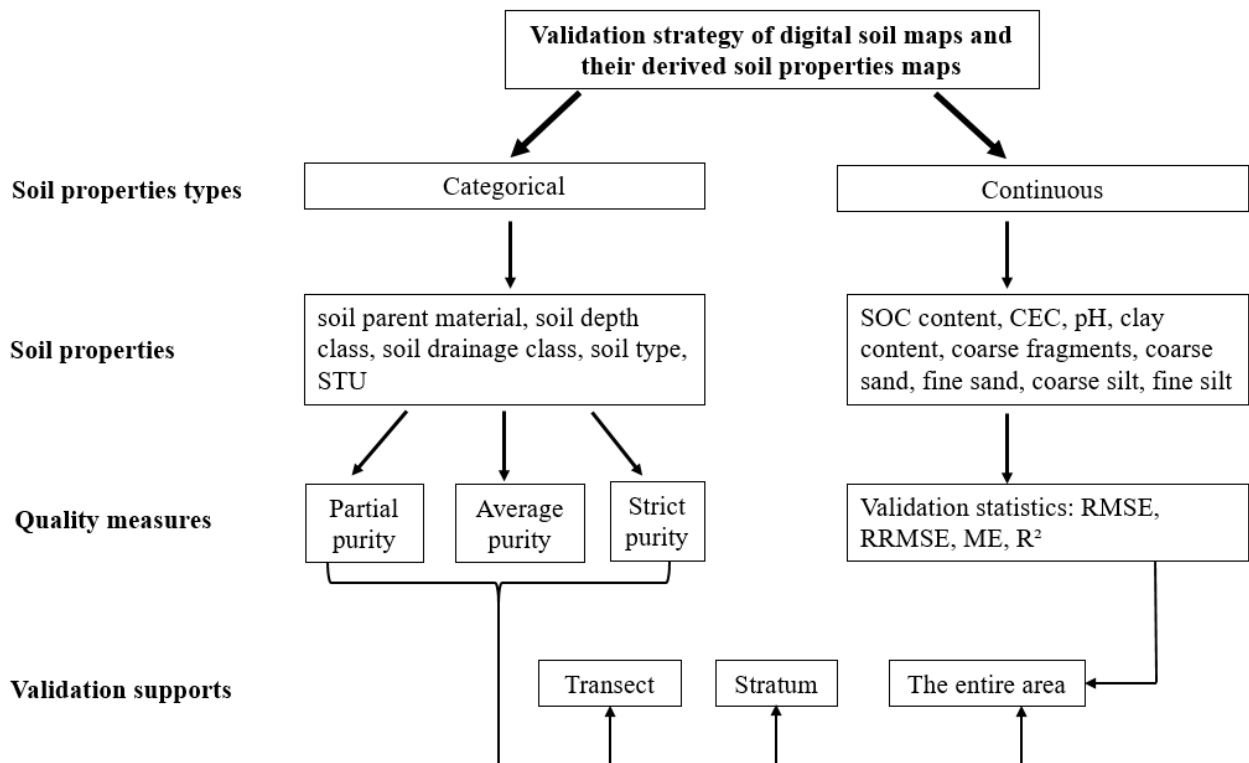 Validation strategy of digital soil maps and
their derived soil properties maps
Soil properties types
Categorical
Continuous
Soil properties
soil parent material, soil depth
class, soil drainage class, soil type,
STU
SOC content, CEC, pH, clay
content, coarse fragments, coarse
sand, fine sand, coarse silt, fine silt
Quality measures
Partial
purity
Average
purity
Strict
purity
Validation statistics: RMSE,
RRMSE, ME, R²
Validation supports
Transect
Stratum
The entire area